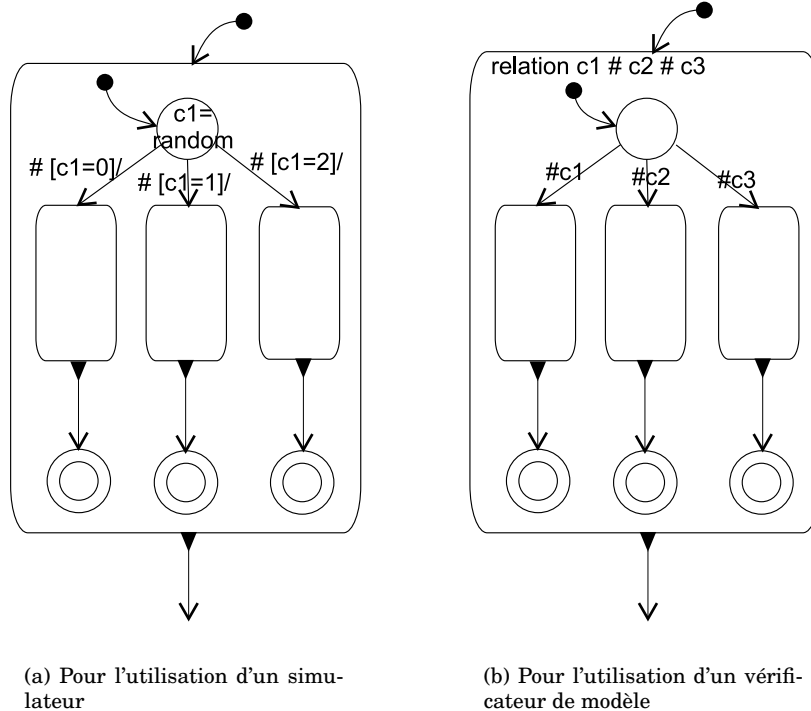 c1=
random
# [c1=0]/
# [c1=1]/
# [c1=2]/
relation c1 # c2 # c3
#c1
#c2
#c3
(a) Pour l'utilisation d'un simu-
lateur
(b) Pour l'utilisation d'un vérifi-
cateur de modèle